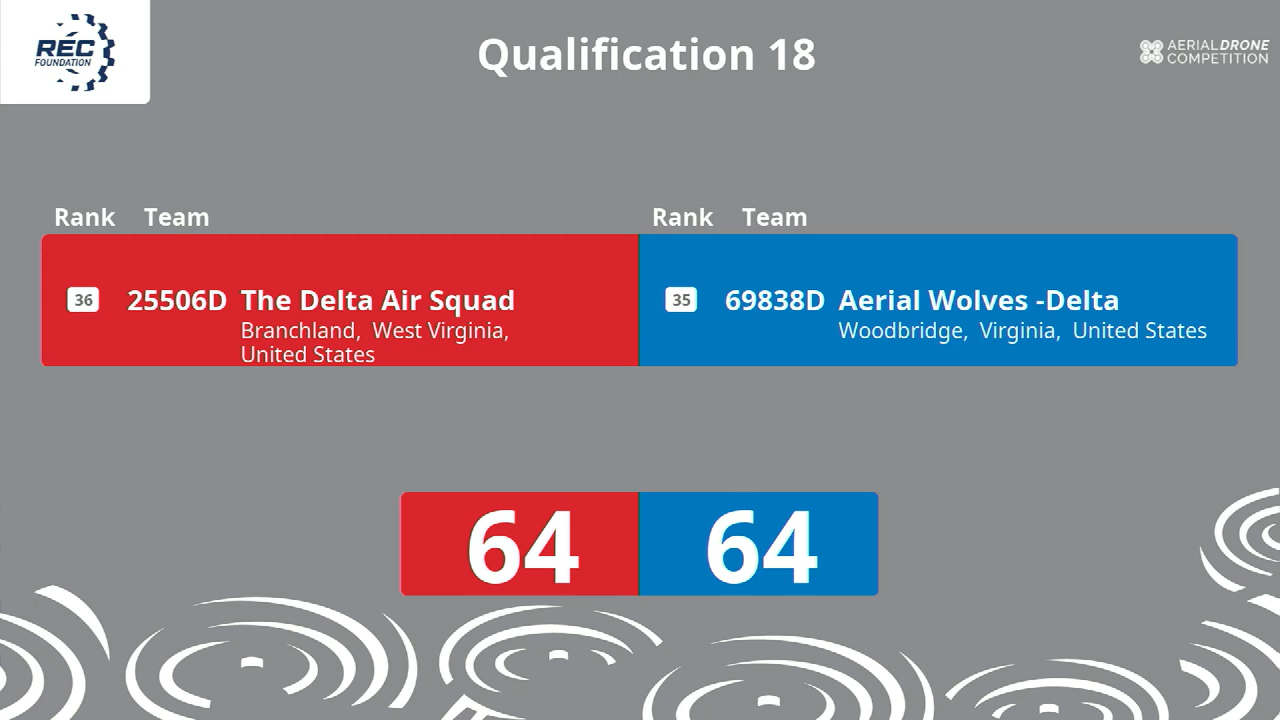 REC
FOUNDATION
Qualification 18
AERIALDRONE
COMPETITION
Rank Team
Rank Team
36 25506D The Delta Air Squad
Branchland, West Virginia,
United States
35 69838D Aerial Wolves -Delta
Woodbridge, Virginia, United States
64 64